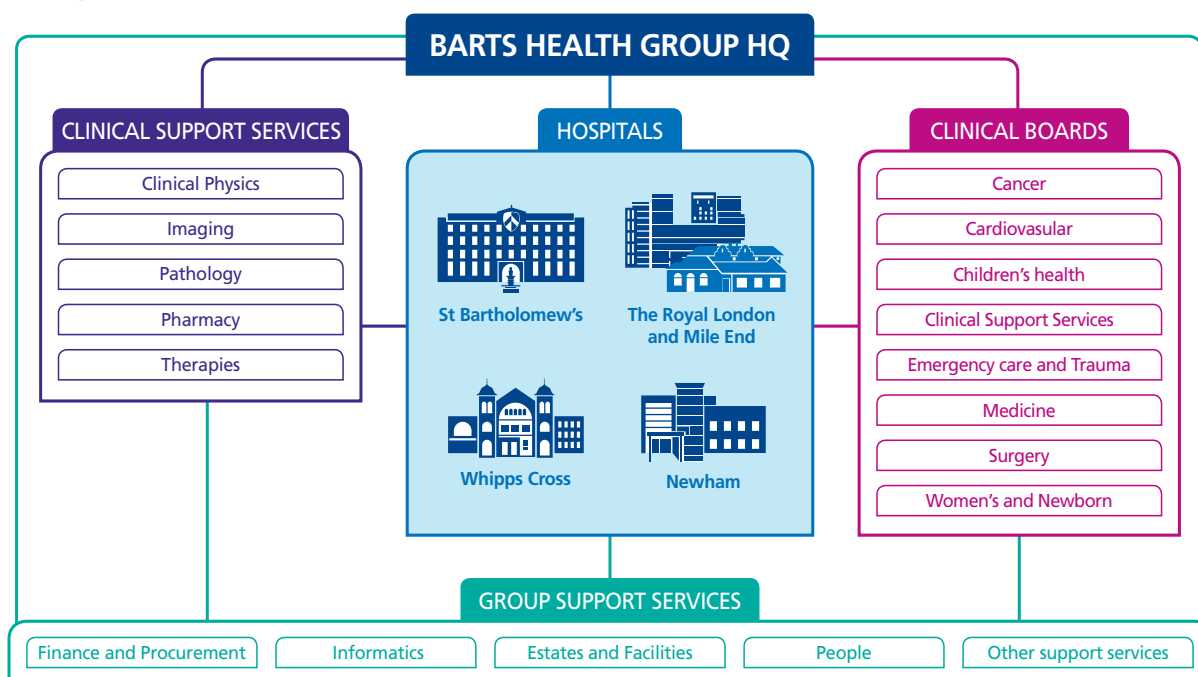 BARTS HEALTH GROUP HQ
CLINICAL SUPPORT SERVICES
Clinical Physics
Imaging
Pathology
Pharmacy
Therapies
HOSPITALS
St Bartholomew's
The Royal London
and Mile End
Whipps Cross
Newham
CLINICAL BOARDS
Cancer
Cardiovasular
Children's health
Clinical Support Services
Emergency care and Trauma
Medicine
Surgery
Women's and Newborn
GROUP SUPPORT SERVICES
Finance and Procurement
Informatics
Estates and Facilities
People
Other support services